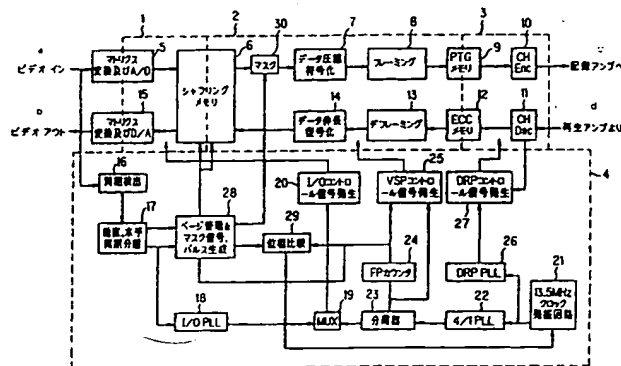 1
2
3
30
7
8
a
5
6
9
10
ビデオ イン
マトリクス
変換及びA/D
シャフリング
メモリ
マスク
データ圧縮
符号化
フレーミング
PTG
メモリ
CH
Enc
記録アンプへ
b
15
14
13
12
11
d
ビデオ アウト
マトリクス
変換及びD/A
データ伸長
復号化
デフレーミング
ECC
メモリ
CH
Dec
再生アンプより
16
同期検出
20
I/Oコントロ
ール信号発生
25
VSPコントロ
ール信号発生
DRPコントロ
ール信号発生
27
4
17
垂直、水平
同期分離
28
ページ管理&
マスク信号、
パルス生成
29
位相比較
24
FPカウンタ
26
DRP PLL
21
13.5MHz
クロック
発振回路
18
I/O PLL
19
MUX
23
分周器
22
4/1 PLL